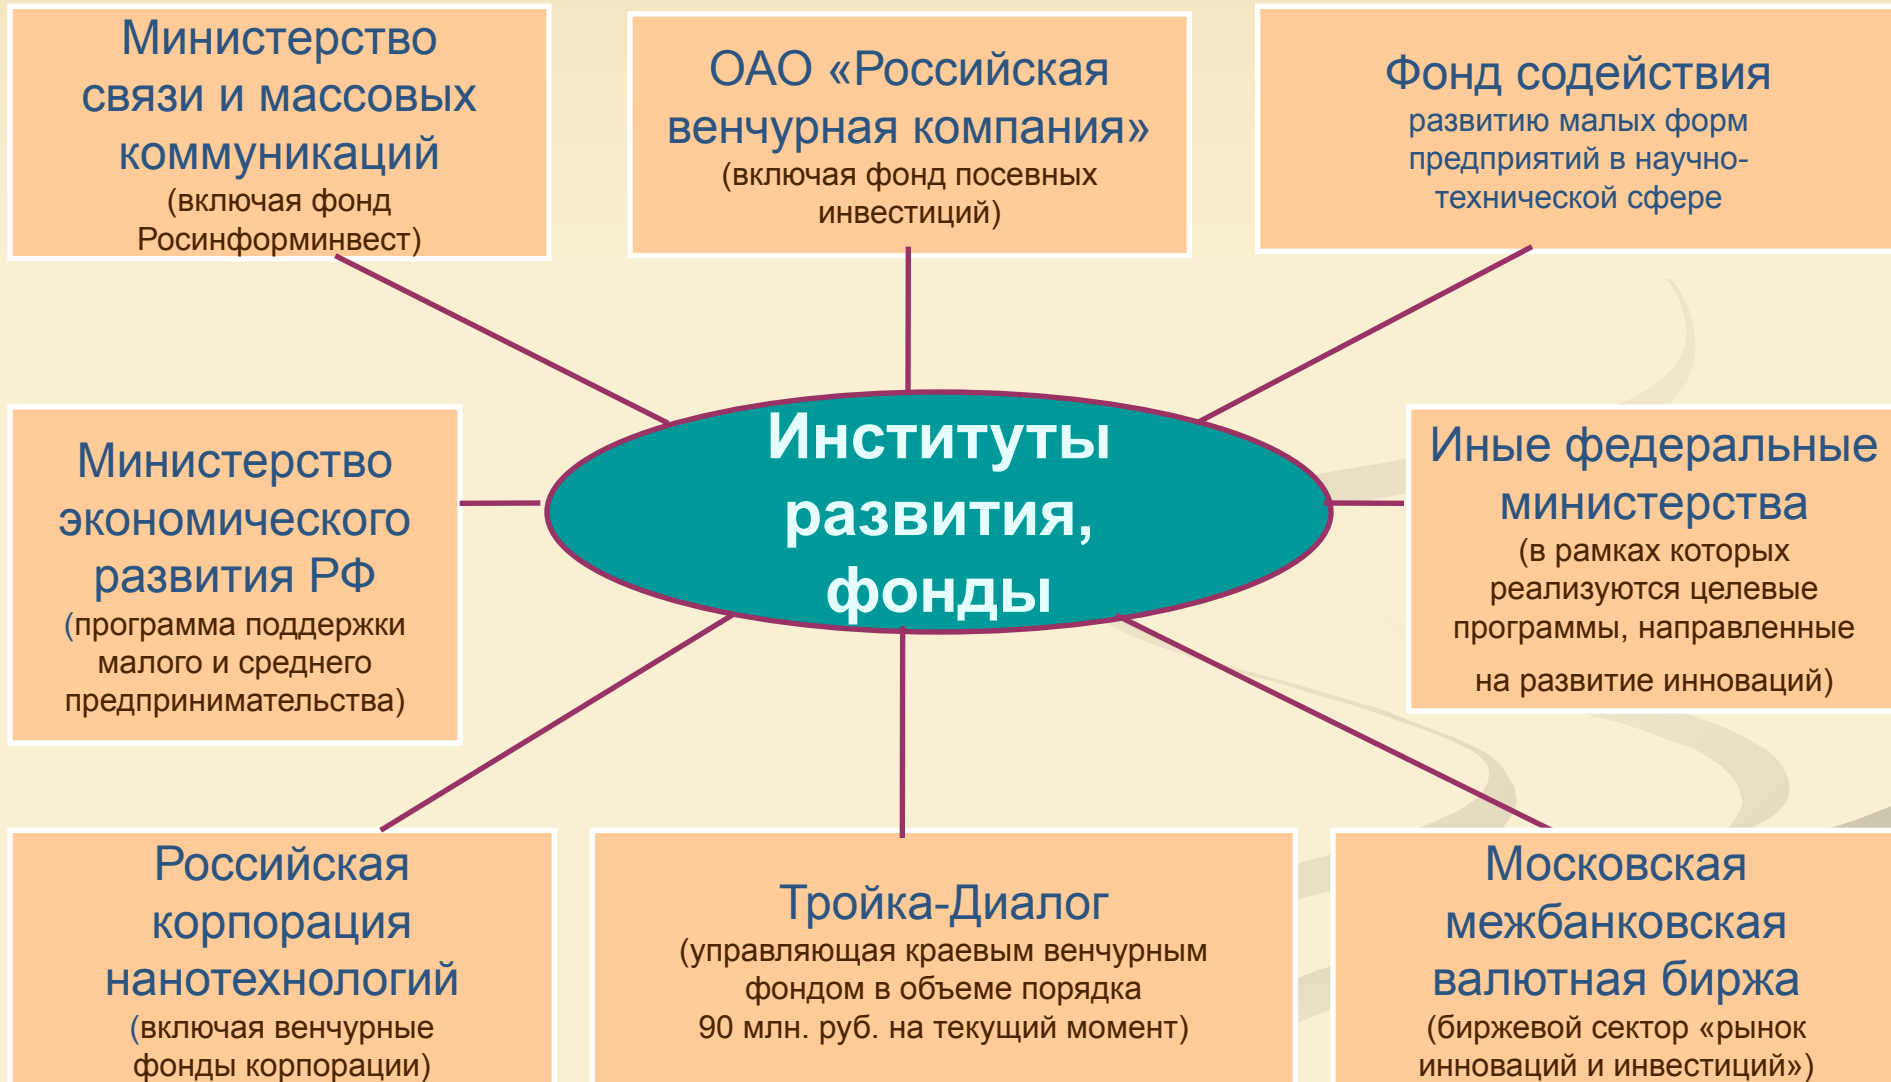 Министерство
связи и массовых
коммуникаций
(включая фонд
Росинформинвест)
ОАО «Российская
венчурная компания»
(включая фонд посевных
инвестиций)
Фонд содействия
развитию малых форм
предприятий в научно-
технической сфере
Министерство
экономического
развития РФ
(программа поддержки
малого и среднего
предпринимательства)
Институты
развития,
фонды
Иные федеральные
министерства
(в рамках которых
реализуются целевые
программы, направленные
на развитие инноваций)
Российская
корпорация
нанотехнологий
(включая венчурные
фонды корпорации)
Тройка-Диалог
(управляющая краевым венчурным
фондом в объеме порядка
90 млн. руб. на текущий момент)
Московская
межбанковская
валютная биржа
(биржевой сектор «рынок
инноваций и инвестиций»)